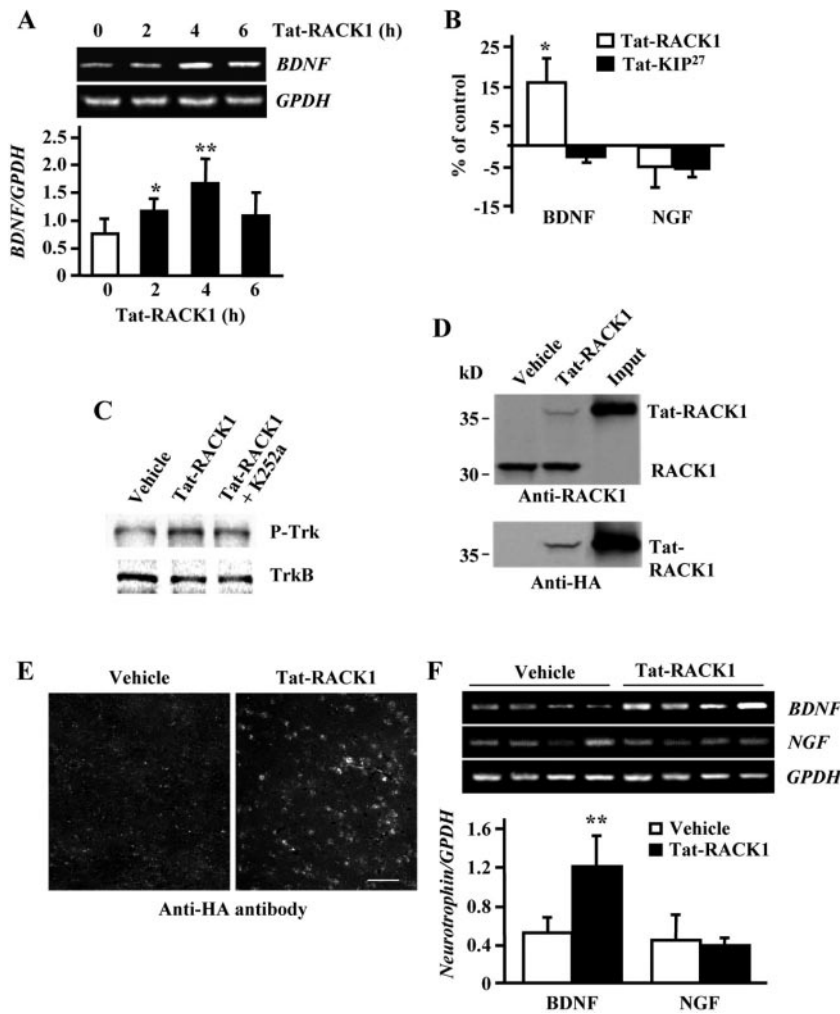 A
0 2 4 6 Tat-RACK1 (h)
BDNF
GPDH
BDNF/GPDH
2.5
2.0
1.5
1.0
0.5
0
*
**
0 2 4 6
Tat-RACK1 (h)
B
% of control
25
15
5
-5
-15
*
Tat-RACK1
Tat-KIP²⁷
BDNF NGF
C
Vehicle
Tat-RACK1
Tat-RACK1
+ K252a
P-Trk
TrkB
D
kD
Vehicle
Tat-RACK1
Input
35 -
30 -
Tat-RACK1
RACK1
Anti-RACK1
35 -
Tat-
RACK1
Anti-HA
E
Vehicle Tat-RACK1
Anti-HA antibody
F
Vehicle Tat-RACK1
BDNF
NGF
GPDH
Neurotrophin/GPDH
1.6
1.2
0.8
0.4
0
**
Vehicle
Tat-RACK1
BDNF NGF